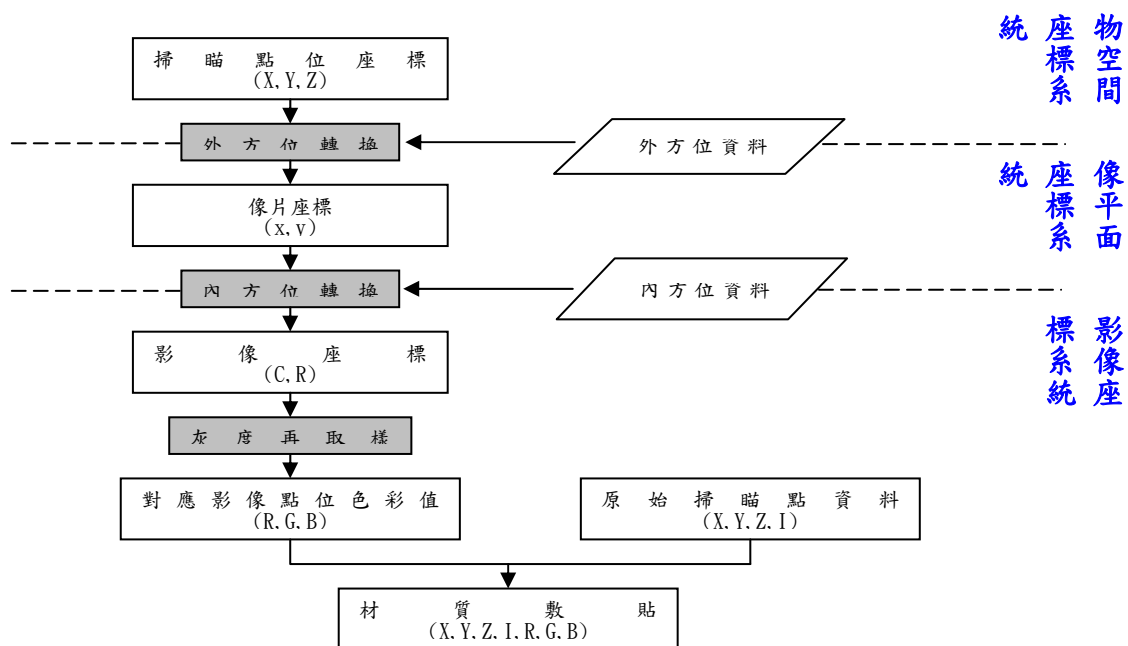 掃瞄點位座標
(X,Y,Z)
物空間
座標系
統
外方位轉換
外方位資料
像片座標
(x,v)
像平面
座標系
統
內方位轉換
內方位資料
影像座標
(C,R)
影像座
標系統
灰度再取樣
對應影像點位色彩值
(R,G,B)
原始掃瞄點資料
(X,Y,Z,I)
材質敷貼
(X,Y,Z,I,R,G,B)